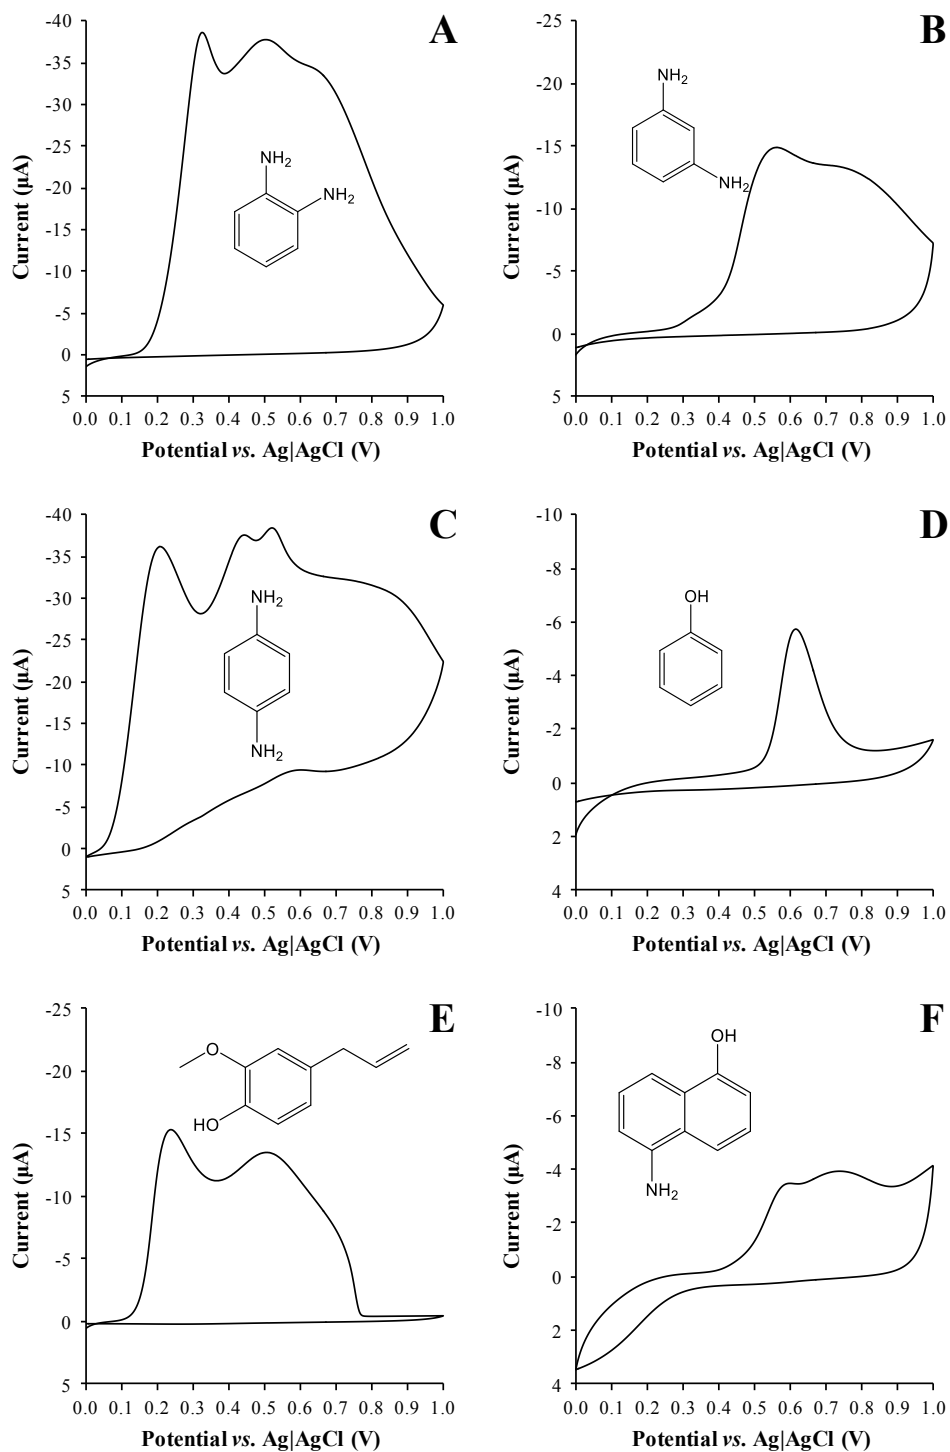 A
-40
-35
-30
-25
-20
-15
-10
-5
0
5
Current (µA)
NH2
NH2
0.0 0.1 0.2 0.3 0.4 0.5 0.6 0.7 0.8 0.9 1.0
Potential vs. Ag|AgCl (V)
B
-25
-20
-15
-10
-5
0
5
Current (µA)
NH2
NH2
0.0 0.1 0.2 0.3 0.4 0.5 0.6 0.7 0.8 0.9 1.0
Potential vs. Ag|AgCl (V)
C
-40
-35
-30
-25
-20
-15
-10
-5
0
5
Current (µA)
NH2
NH2
0.0 0.1 0.2 0.3 0.4 0.5 0.6 0.7 0.8 0.9 1.0
Potential vs. Ag|AgCl (V)
D
-10
-8
-6
-4
-2
0
2
4
Current (µA)
OH
0.0 0.1 0.2 0.3 0.4 0.5 0.6 0.7 0.8 0.9 1.0
Potential vs. Ag|AgCl (V)
E
-25
-20
-15
-10
-5
0
5
Current (µA)
O
HO
0.0 0.1 0.2 0.3 0.4 0.5 0.6 0.7 0.8 0.9 1.0
Potential vs. Ag|AgCl (V)
F
-10
-8
-6
-4
-2
0
2
4
Current (µA)
OH
NH2
0.0 0.1 0.2 0.3 0.4 0.5 0.6 0.7 0.8 0.9 1.0
Potential vs. Ag|AgCl (V)